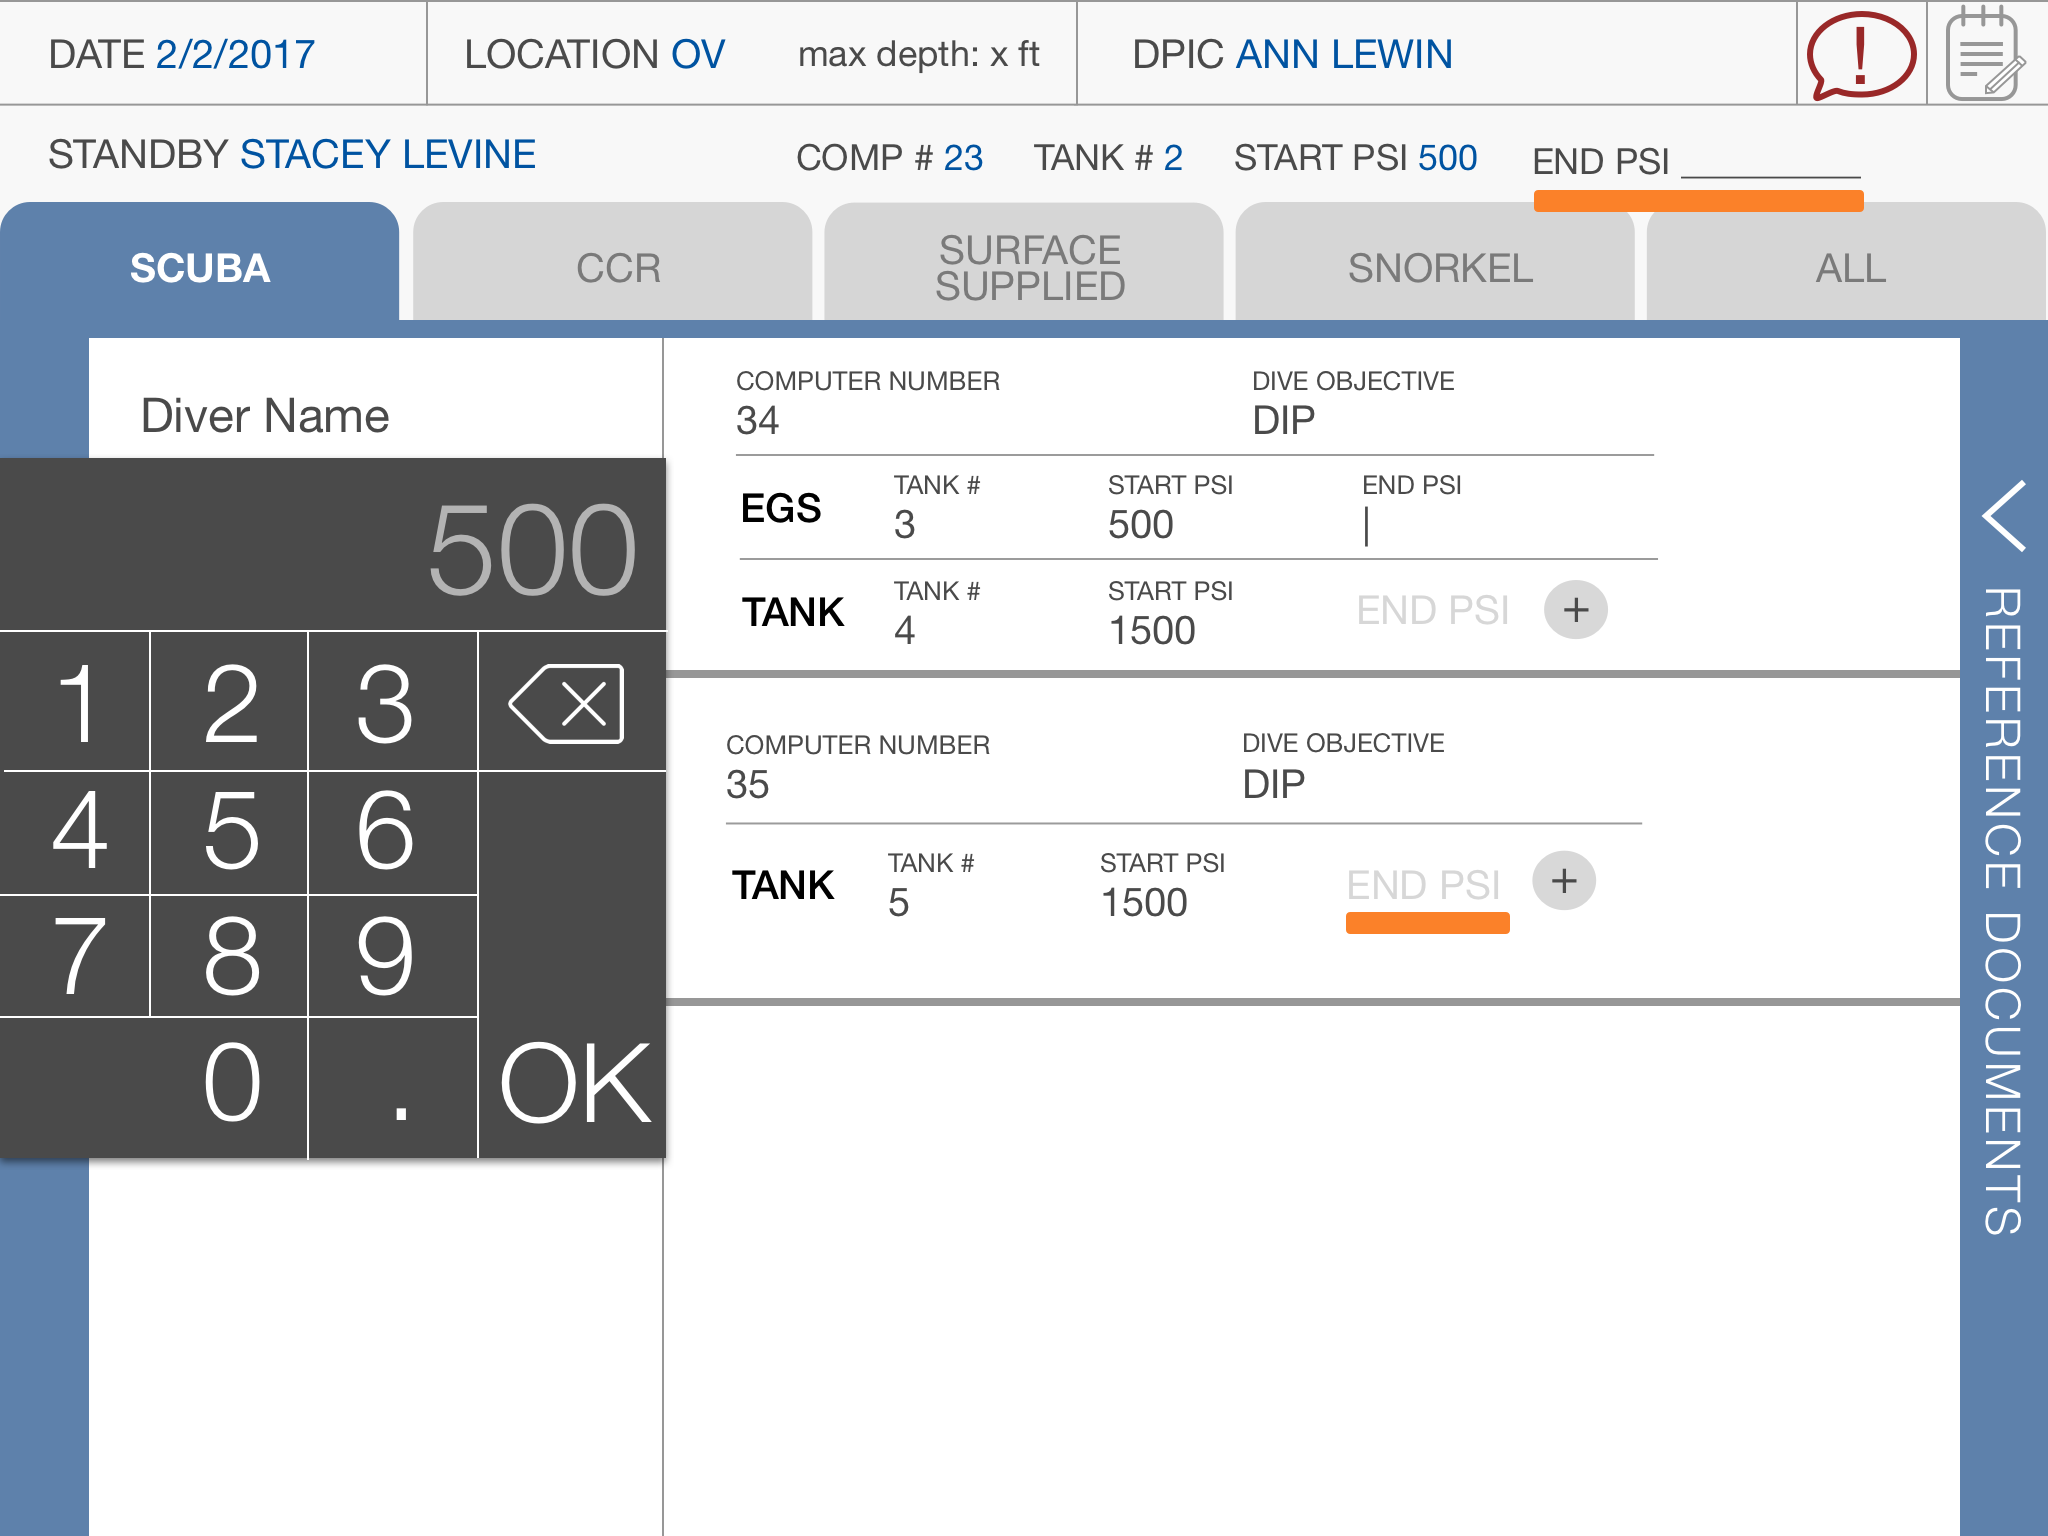 DATE 2/2/2017 LOCATION OV max depth: x ft DPIC ANN LEWIN !
STANDBY STACEY LEVINE COMP # 23 TANK # 2 START PSI 500 END PSI
SCUBA CCR SURFACE SUPPLIED SNORKEL ALL
Diver Name
COMPUTER NUMBER DIVE OBJECTIVE
34 DIP
TANK # START PSI END PSI
EGS 3 500
TANK # START PSI
TANK 4 1500 END PSI +
COMPUTER NUMBER DIVE OBJECTIVE
35 DIP
TANK # START PSI
TANK 5 1500 END PSI +
500
1 2 3
4 5 6
7 8 9
0 . OK
REFERENCE DOCUMENTS